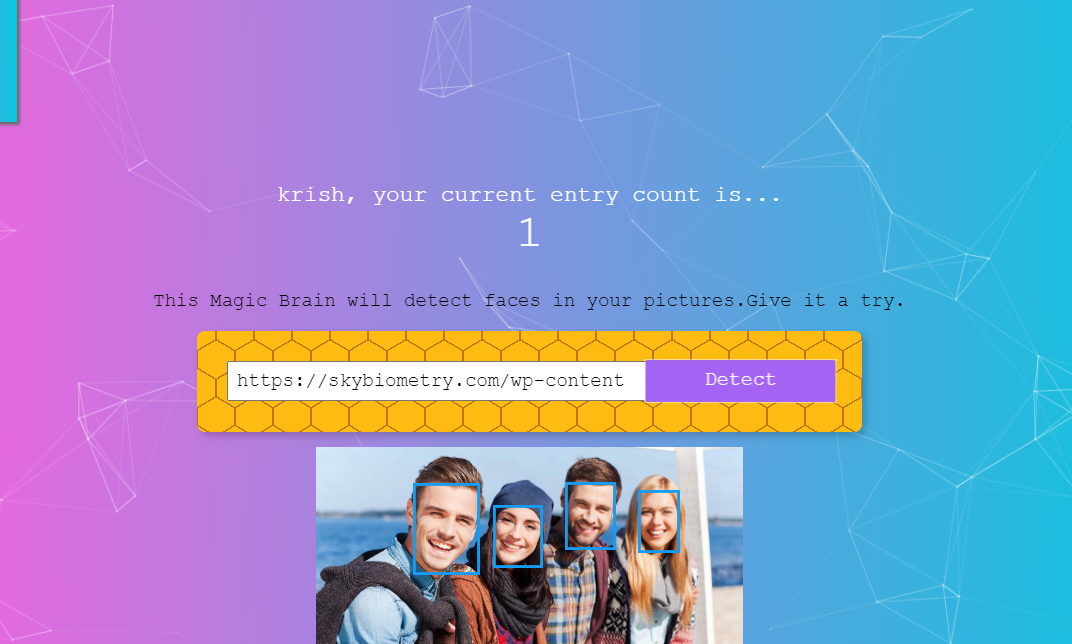 krish, your current entry count is...
1
This Magic Brain will detect faces in your pictures.Give it a try.
https://skybiometry.com/wp-content
Detect